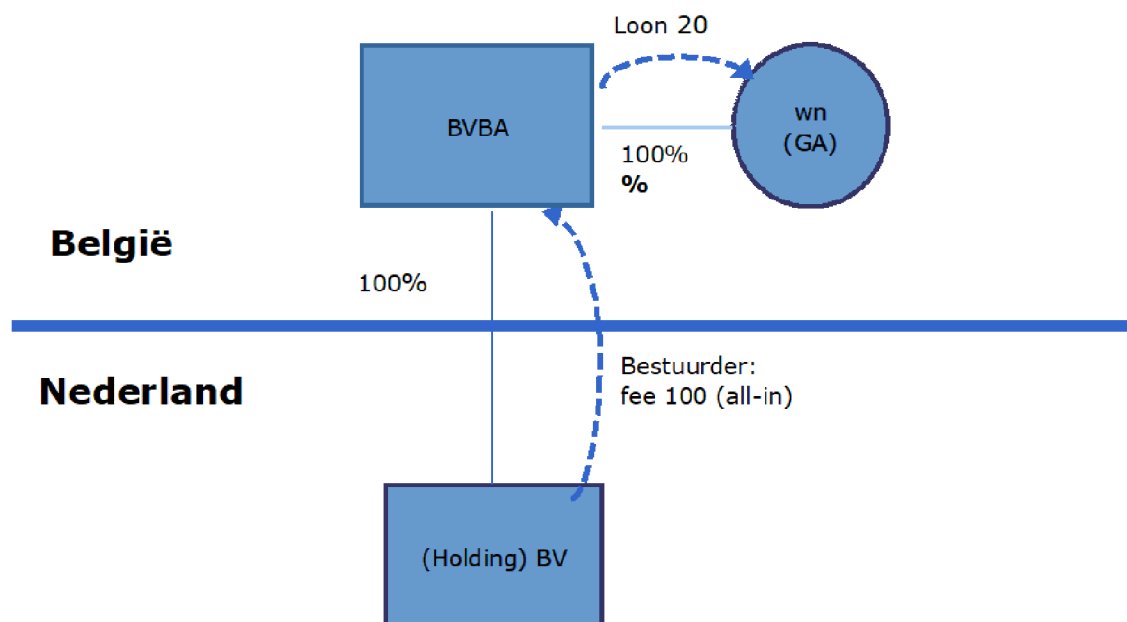 Loon 20
BVBA
wn
(GA)
100%
%
België
100%
Nederland
Bestuurder:
fee 100 (all-in)
(Holding) BV